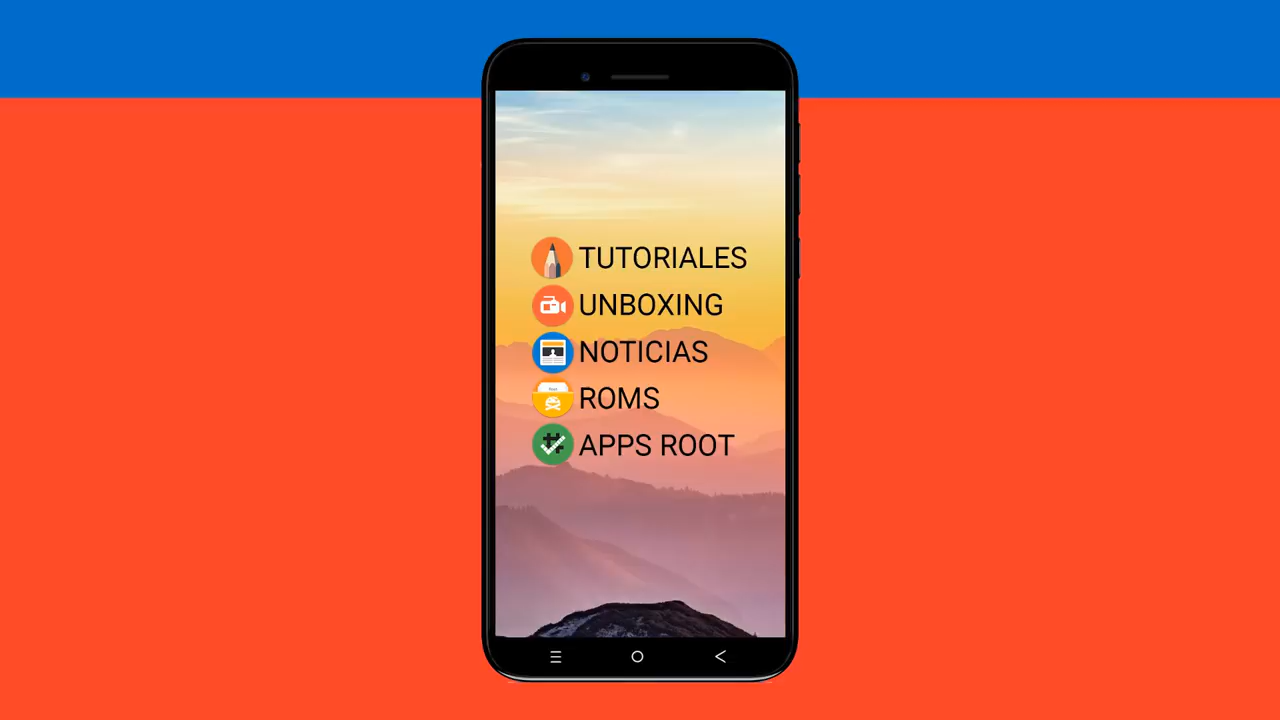 TUTORIALES
UNBOXING
NOTICIAS
ROMS
APPS ROOT